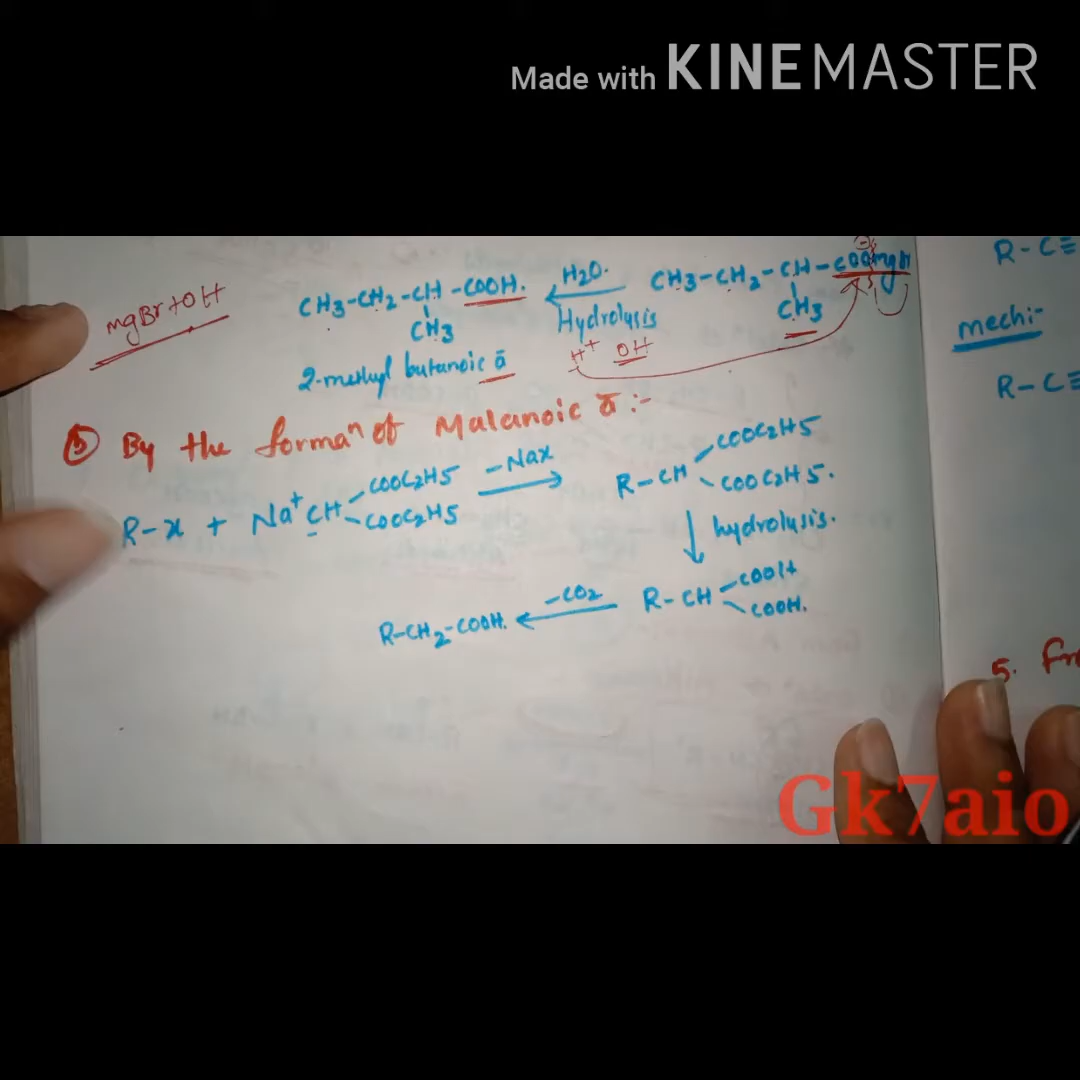 Made with KINEMASTER
mgBr+OH
CH3-CH2-CH-COOH.
CH3
H2O.
Hydrolysis
H+ OH
CH3-CH2-CH-COOMgBr
CH3
2-methyl butanoic ā
⑤ By the formaⁿ of Malanoic ā :-
R-x + Na+ CH
COOC2H5
COOC2H5
-Nax
R-CH
COOC2H5
COOC2H5.
hydrolysis.
R-CH
COOH
COOH.
-CO2
R-CH2-COOH.
R-C≡
mechi-
R-C≡
5.
Gk7aio